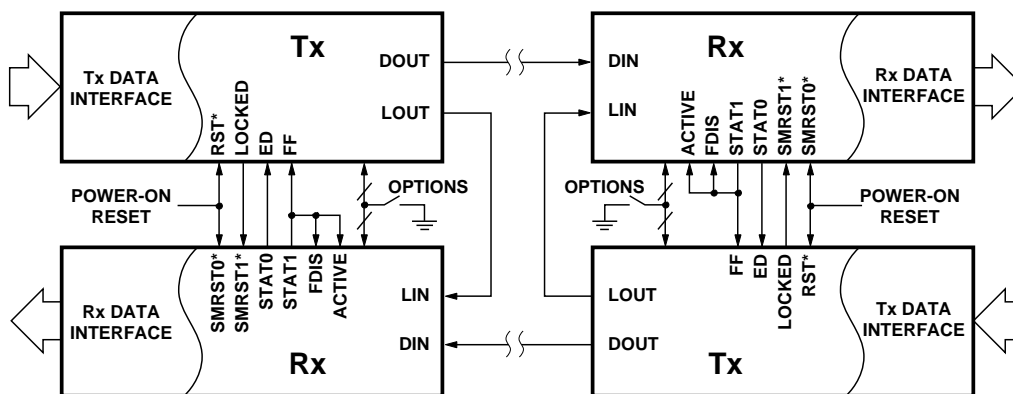 Tx
Tx DATA
INTERFACE
DOUT
LOUT
RST*
LOCKED
ED
FF
Rx
DIN
LIN
Rx DATA
INTERFACE
ACTIVE
FDIS
STAT1
STAT0
SMRST1*
SMRST0*
POWER-ON
RESET
OPTIONS
OPTIONS
POWER-ON
RESET
SMRST0*
SMRST1*
STAT0
STAT1
FDIS
ACTIVE
Rx DATA
INTERFACE
LIN
DIN
Rx
FF
ED
LOCKED
RST*
LOUT
DOUT
Tx DATA
INTERFACE
Tx